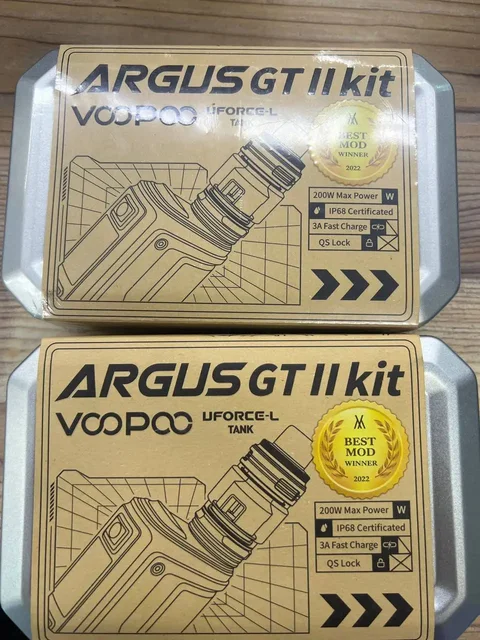 ARGUS GT II kit
VOOPOO UFORCE-L
TANK
BEST
MOD
WINNER
2022
200W Max Power W
IP68 Certificated
3A Fast Charge
QS Lock
ARGUS GT II kit
VOOPOO UFORCE-L
TANK
BEST
MOD
WINNER
2022
200W Max Power W
IP68 Certificated
3A Fast Charge
QS Lock